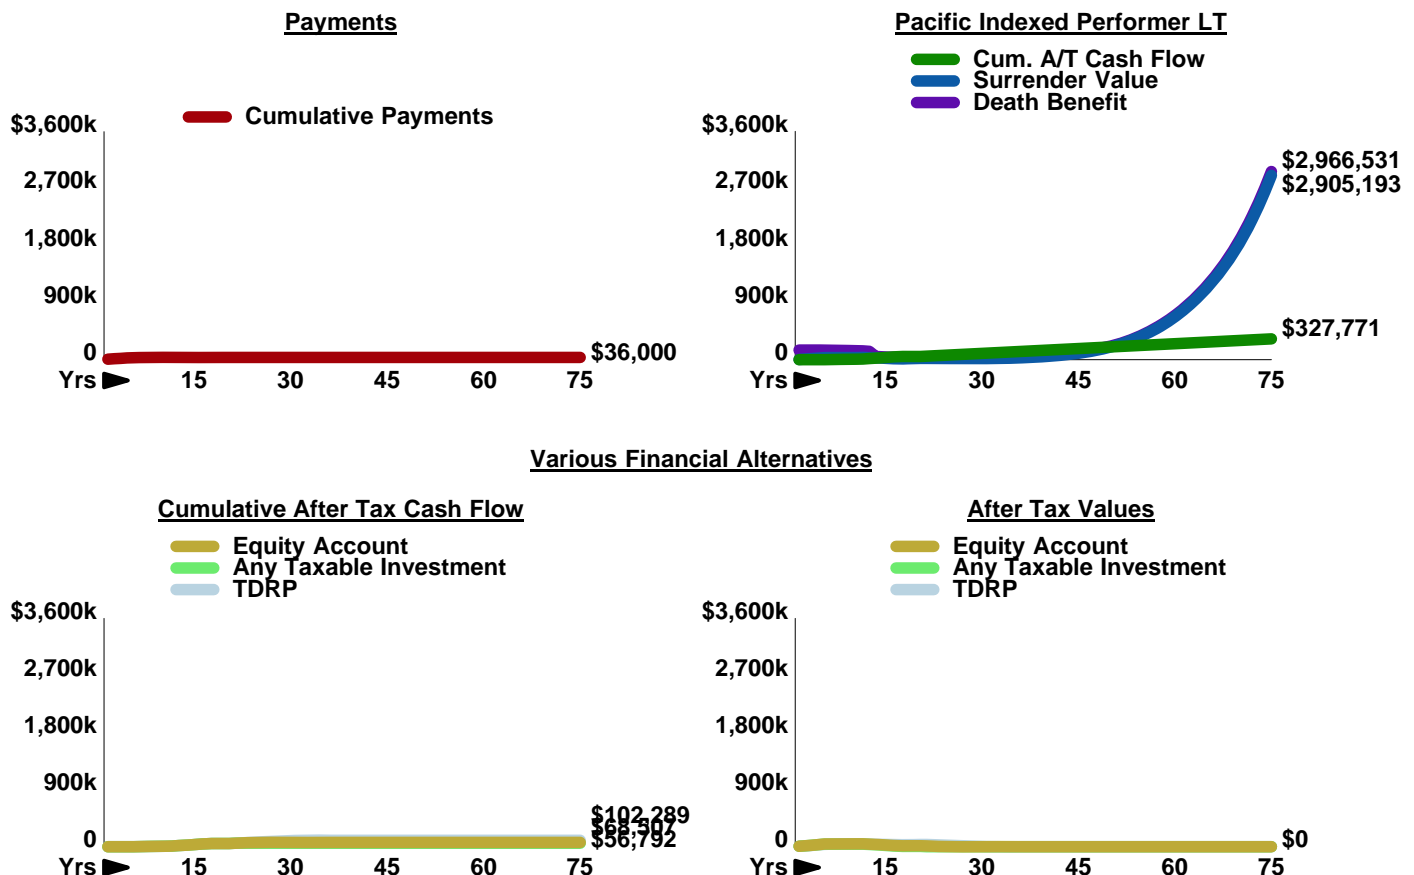 Payments
Cumulative Payments
$3,600k
2,700k
1,800k
900k
0
$36,000
Yrs 15 30 45 60 75
Pacific Indexed Performer LT
Cum. A/T Cash Flow
Surrender Value
Death Benefit
$3,600k
2,700k
1,800k
900k
0
$2,966,531
$2,905,193
$327,771
Yrs 15 30 45 60 75
Various Financial Alternatives
Cumulative After Tax Cash Flow
Equity Account
Any Taxable Investment
TDRP
$3,600k
2,700k
1,800k
900k
0
$102,289
$56,792
Yrs 15 30 45 60 75
After Tax Values
Equity Account
Any Taxable Investment
TDRP
$3,600k
2,700k
1,800k
900k
0
$0
Yrs 15 30 45 60 75